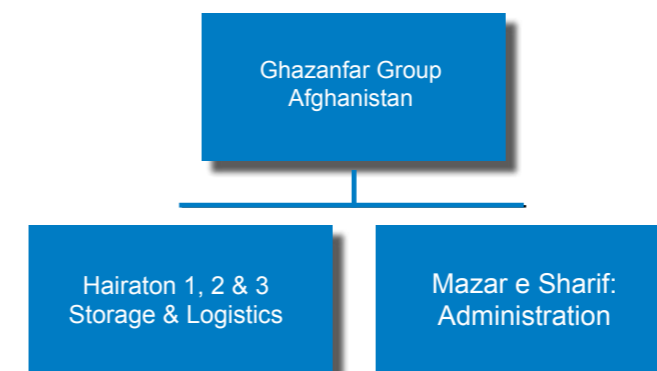 Ghazanfar Group
Afghanistan
Hairaton 1, 2 & 3
Storage & Logistics
Mazar e Sharif:
Administration